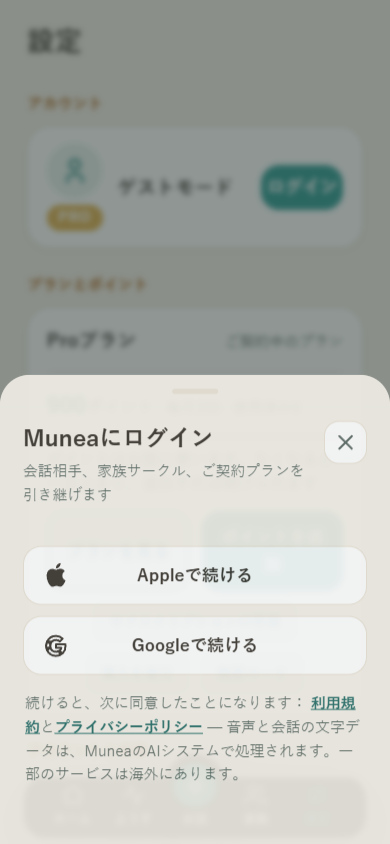 設定
アカウント
ゲストモード
ログイン
PRO
プランとポイント
Proプラン
ご契約中のプラン
Muneaにログイン
会話相手、家族サークル、ご契約プランを
引き継げます
Appleで続ける
Googleで続ける
続けると、次に同意したことになります： 利用規
約とプライバシーポリシー — 音声と会話の文字デ
ータは、MuneaのAIシステムで処理されます。一
部のサービスは海外にあります。